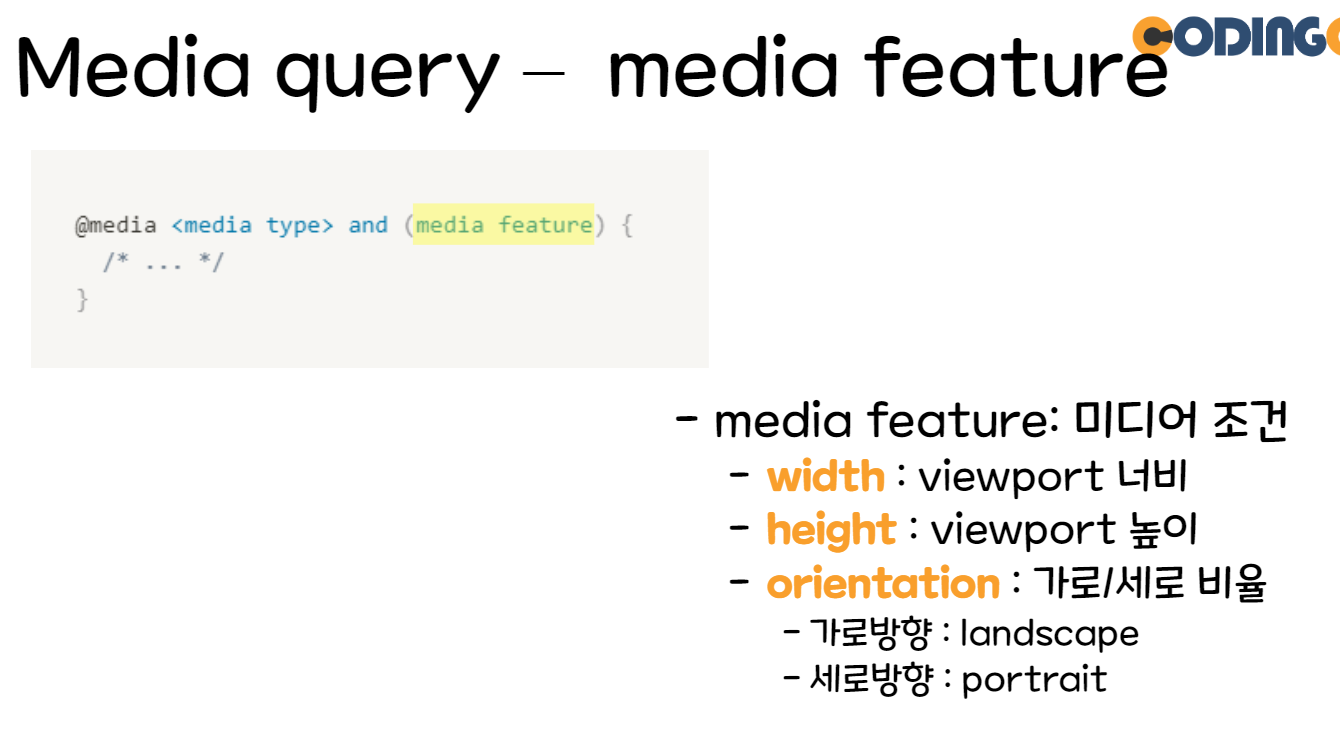 CODING
Media query – media feature
@media <media type> and (media feature) {
/* ... */
}
- media feature: 미디어 조건
- width : viewport 너비
- height : viewport 높이
- orientation : 가로/세로 비율
- 가로방향 : landscape
- 세로방향 : portrait